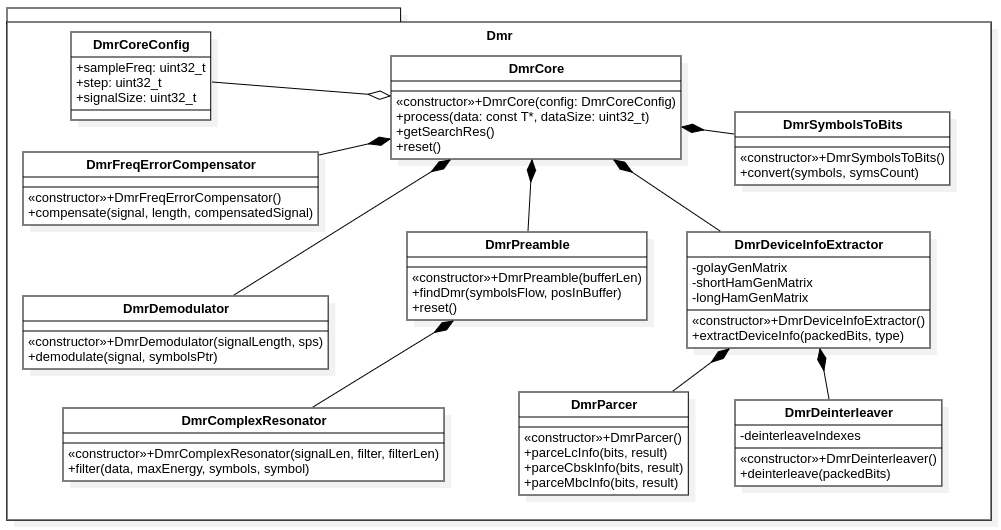 Dmr
DmrCoreConfig
+sampleFreq: uint32_t
+step: uint32_t
+signalSize: uint32_t
DmrCore
«constructor»+DmrCore(config: DmrCoreConfig)
+process(data: const T*, dataSize: uint32_t)
+getSearchRes()
+reset()
DmrSymbolsToBits
«constructor»+DmrSymbolsToBits()
+convert(symbols, symsCount)
DmrFreqErrorCompensator
«constructor»+DmrFreqErrorCompensator()
+compensate(signal, length, compensatedSignal)
DmrPreamble
«constructor»+DmrPreamble(bufferLen)
+findDmr(symbolsFlow, posInBuffer)
+reset()
DmrDeviceInfoExtractor
-golayGenMatrix
-shortHamGenMatrix
-longHamGenMatrix
«constructor»+DmrDeviceInfoExtractor()
+extractDeviceInfo(packedBits, type)
DmrDemodulator
«constructor»+DmrDemodulator(signalLength, sps)
+demodulate(signal, symbolsPtr)
DmrComplexResonator
«constructor»+DmrComplexResonator(signalLen, filter, filterLen)
+filter(data, maxEnergy, symbols, symbol)
DmrParcer
«constructor»+DmrParcer()
+parceLcInfo(bits, result)
+parceCbskInfo(bits, result)
+parceMbcInfo(bits, result)
DmrDeinterleaver
-deinterleaveIndexes
«constructor»+DmrDeinterleaver()
+deinterleave(packedBits)